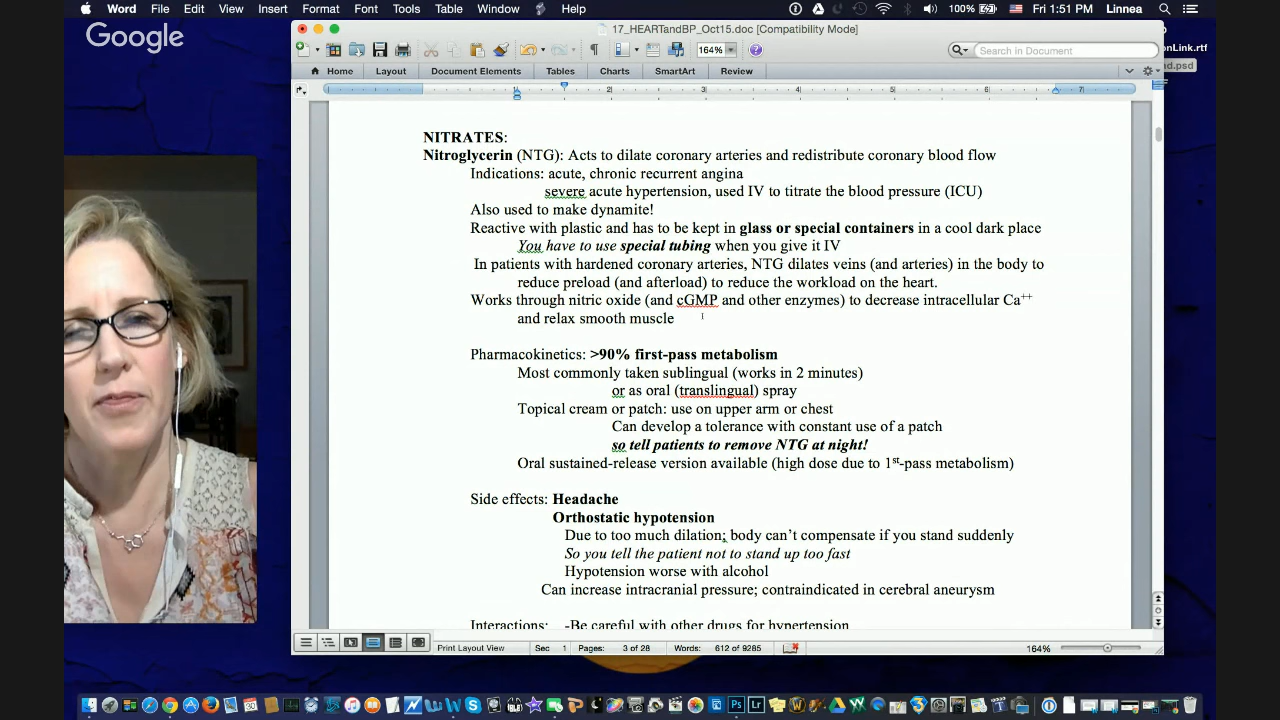 Word File Edit View Insert Format Font Tools Table Window Help 100% Fri 1:51 PM Linnea
Google
17_HEARTandBP_Oct15.doc [Compatibility Mode]
onLink.rtf
nd.psd
164% Search in Document
Home Layout Document Elements Tables Charts SmartArt Review
2 3 4 5 6 7
NITRATES:
Nitroglycerin (NTG): Acts to dilate coronary arteries and redistribute coronary blood flow
Indications: acute, chronic recurrent angina
severe acute hypertension, used IV to titrate the blood pressure (ICU)
Also used to make dynamite!
Reactive with plastic and has to be kept in glass or special containers in a cool dark place
You have to use special tubing when you give it IV
In patients with hardened coronary arteries, NTG dilates veins (and arteries) in the body to
reduce preload (and afterload) to reduce the workload on the heart.
Works through nitric oxide (and cGMP and other enzymes) to decrease intracellular Ca++
and relax smooth muscle
Pharmacokinetics: >90% first-pass metabolism
Most commonly taken sublingual (works in 2 minutes)
or as oral (translingual) spray
Topical cream or patch: use on upper arm or chest
Can develop a tolerance with constant use of a patch
so tell patients to remove NTG at night!
Oral sustained-release version available (high dose due to 1st-pass metabolism)
Side effects: Headache
Orthostatic hypotension
Due to too much dilation; body can't compensate if you stand suddenly
So you tell the patient not to stand up too fast
Hypotension worse with alcohol
Can increase intracranial pressure; contraindicated in cerebral aneurysm
Interactions: -Be careful with other drugs for hypertension
Print Layout View Sec 1 Pages: 3 of 28 Words: 612 of 9285 164%